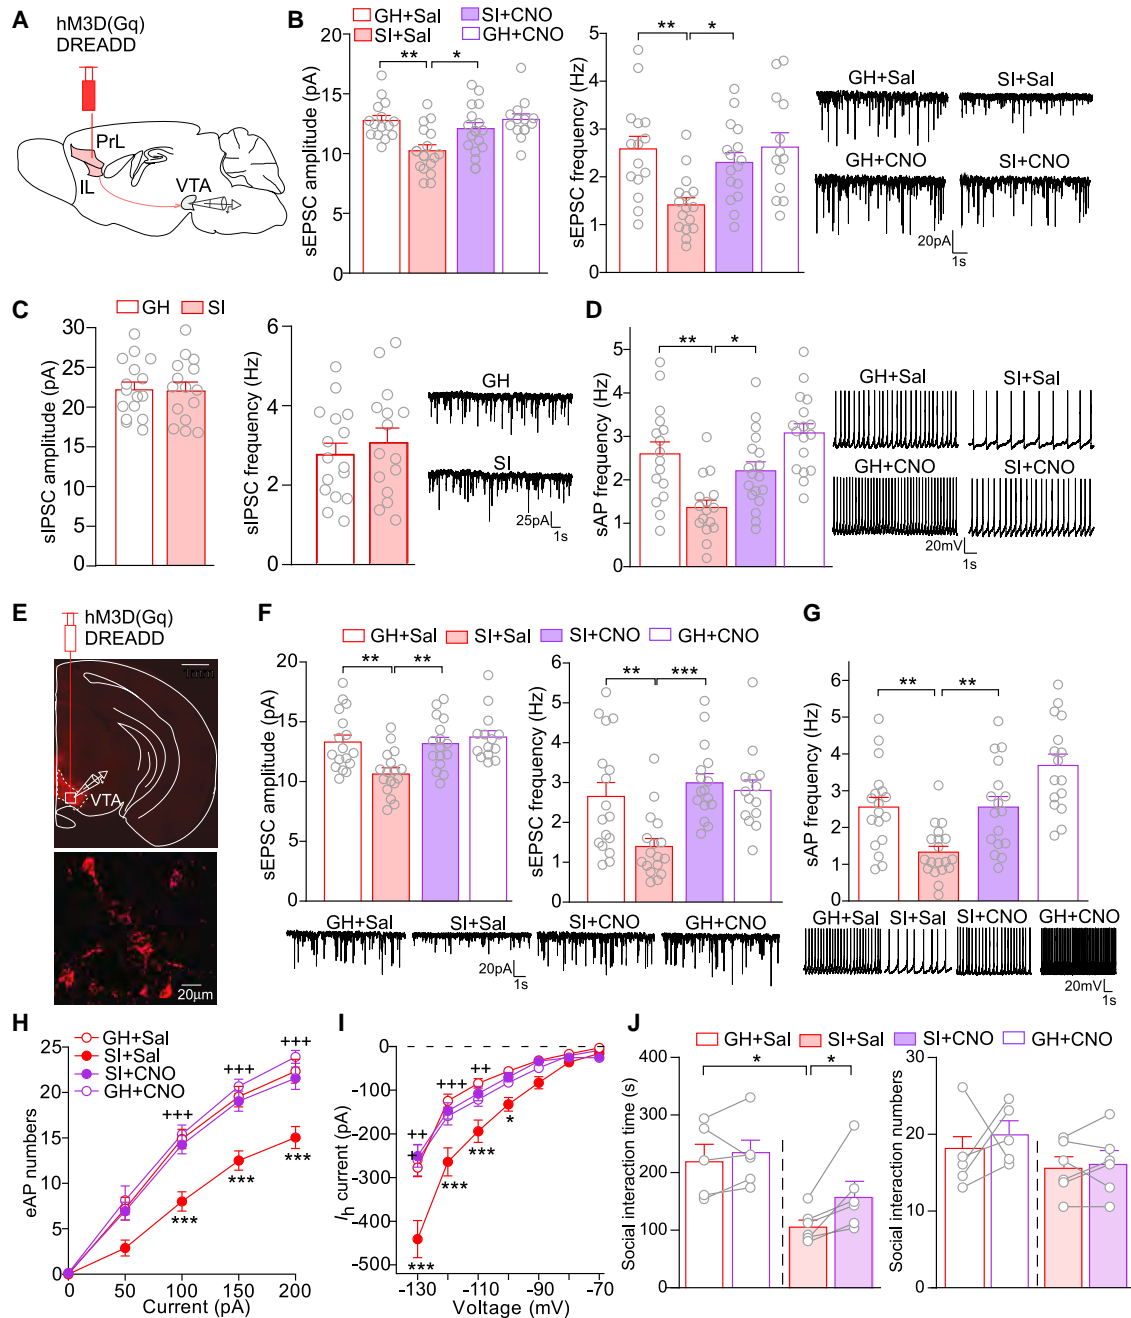 A
hM3D(Gq)
DREADD
PrL
IL
VTA
B
GH+Sal
SI+Sal
SI+CNO
GH+CNO
sEPSC amplitude (pA)
20
15
10
5
0
**
*
sEPSC frequency (Hz)
5
4
3
2
1
0
**
*
GH+Sal
SI+Sal
GH+CNO
SI+CNO
20pA
1s
C
GH
SI
sIPSC amplitude (pA)
30
25
20
15
10
5
0
sIPSC frequency (Hz)
6
4
2
0
GH
SI
25pA
1s
D
sAP frequency (Hz)
5
4
3
2
1
0
**
*
GH+Sal
SI+Sal
GH+CNO
SI+CNO
20mV
1s
E
hM3D(Gq)
DREADD
1mm
VTA
20μm
F
GH+Sal
SI+Sal
SI+CNO
GH+CNO
sEPSC amplitude (pA)
20
15
10
5
0
**
**
sEPSC frequency (Hz)
6
5
4
3
2
1
0
**
***
GH+Sal
SI+Sal
SI+CNO
GH+CNO
20pA
1s
G
sAP frequency (Hz)
6
5
4
3
2
1
0
**
**
GH+Sal
SI+Sal
SI+CNO
GH+CNO
20mV
1s
H
GH+Sal
SI+Sal
SI+CNO
GH+CNO
eAP numbers
25
20
15
10
5
0
+++
+++
+++
***
***
***
0
50
100
150
200
Current (pA)
I
Ih current (pA)
0
-100
-200
-300
-400
-500
++
+
+++
++
***
***
***
*
-130
-110
-90
-70
Voltage (mV)
J
GH+Sal
SI+Sal
SI+CNO
GH+CNO
Social interaction time (s)
400
300
200
100
0
*
*
Social interaction numbers
30
20
10
0